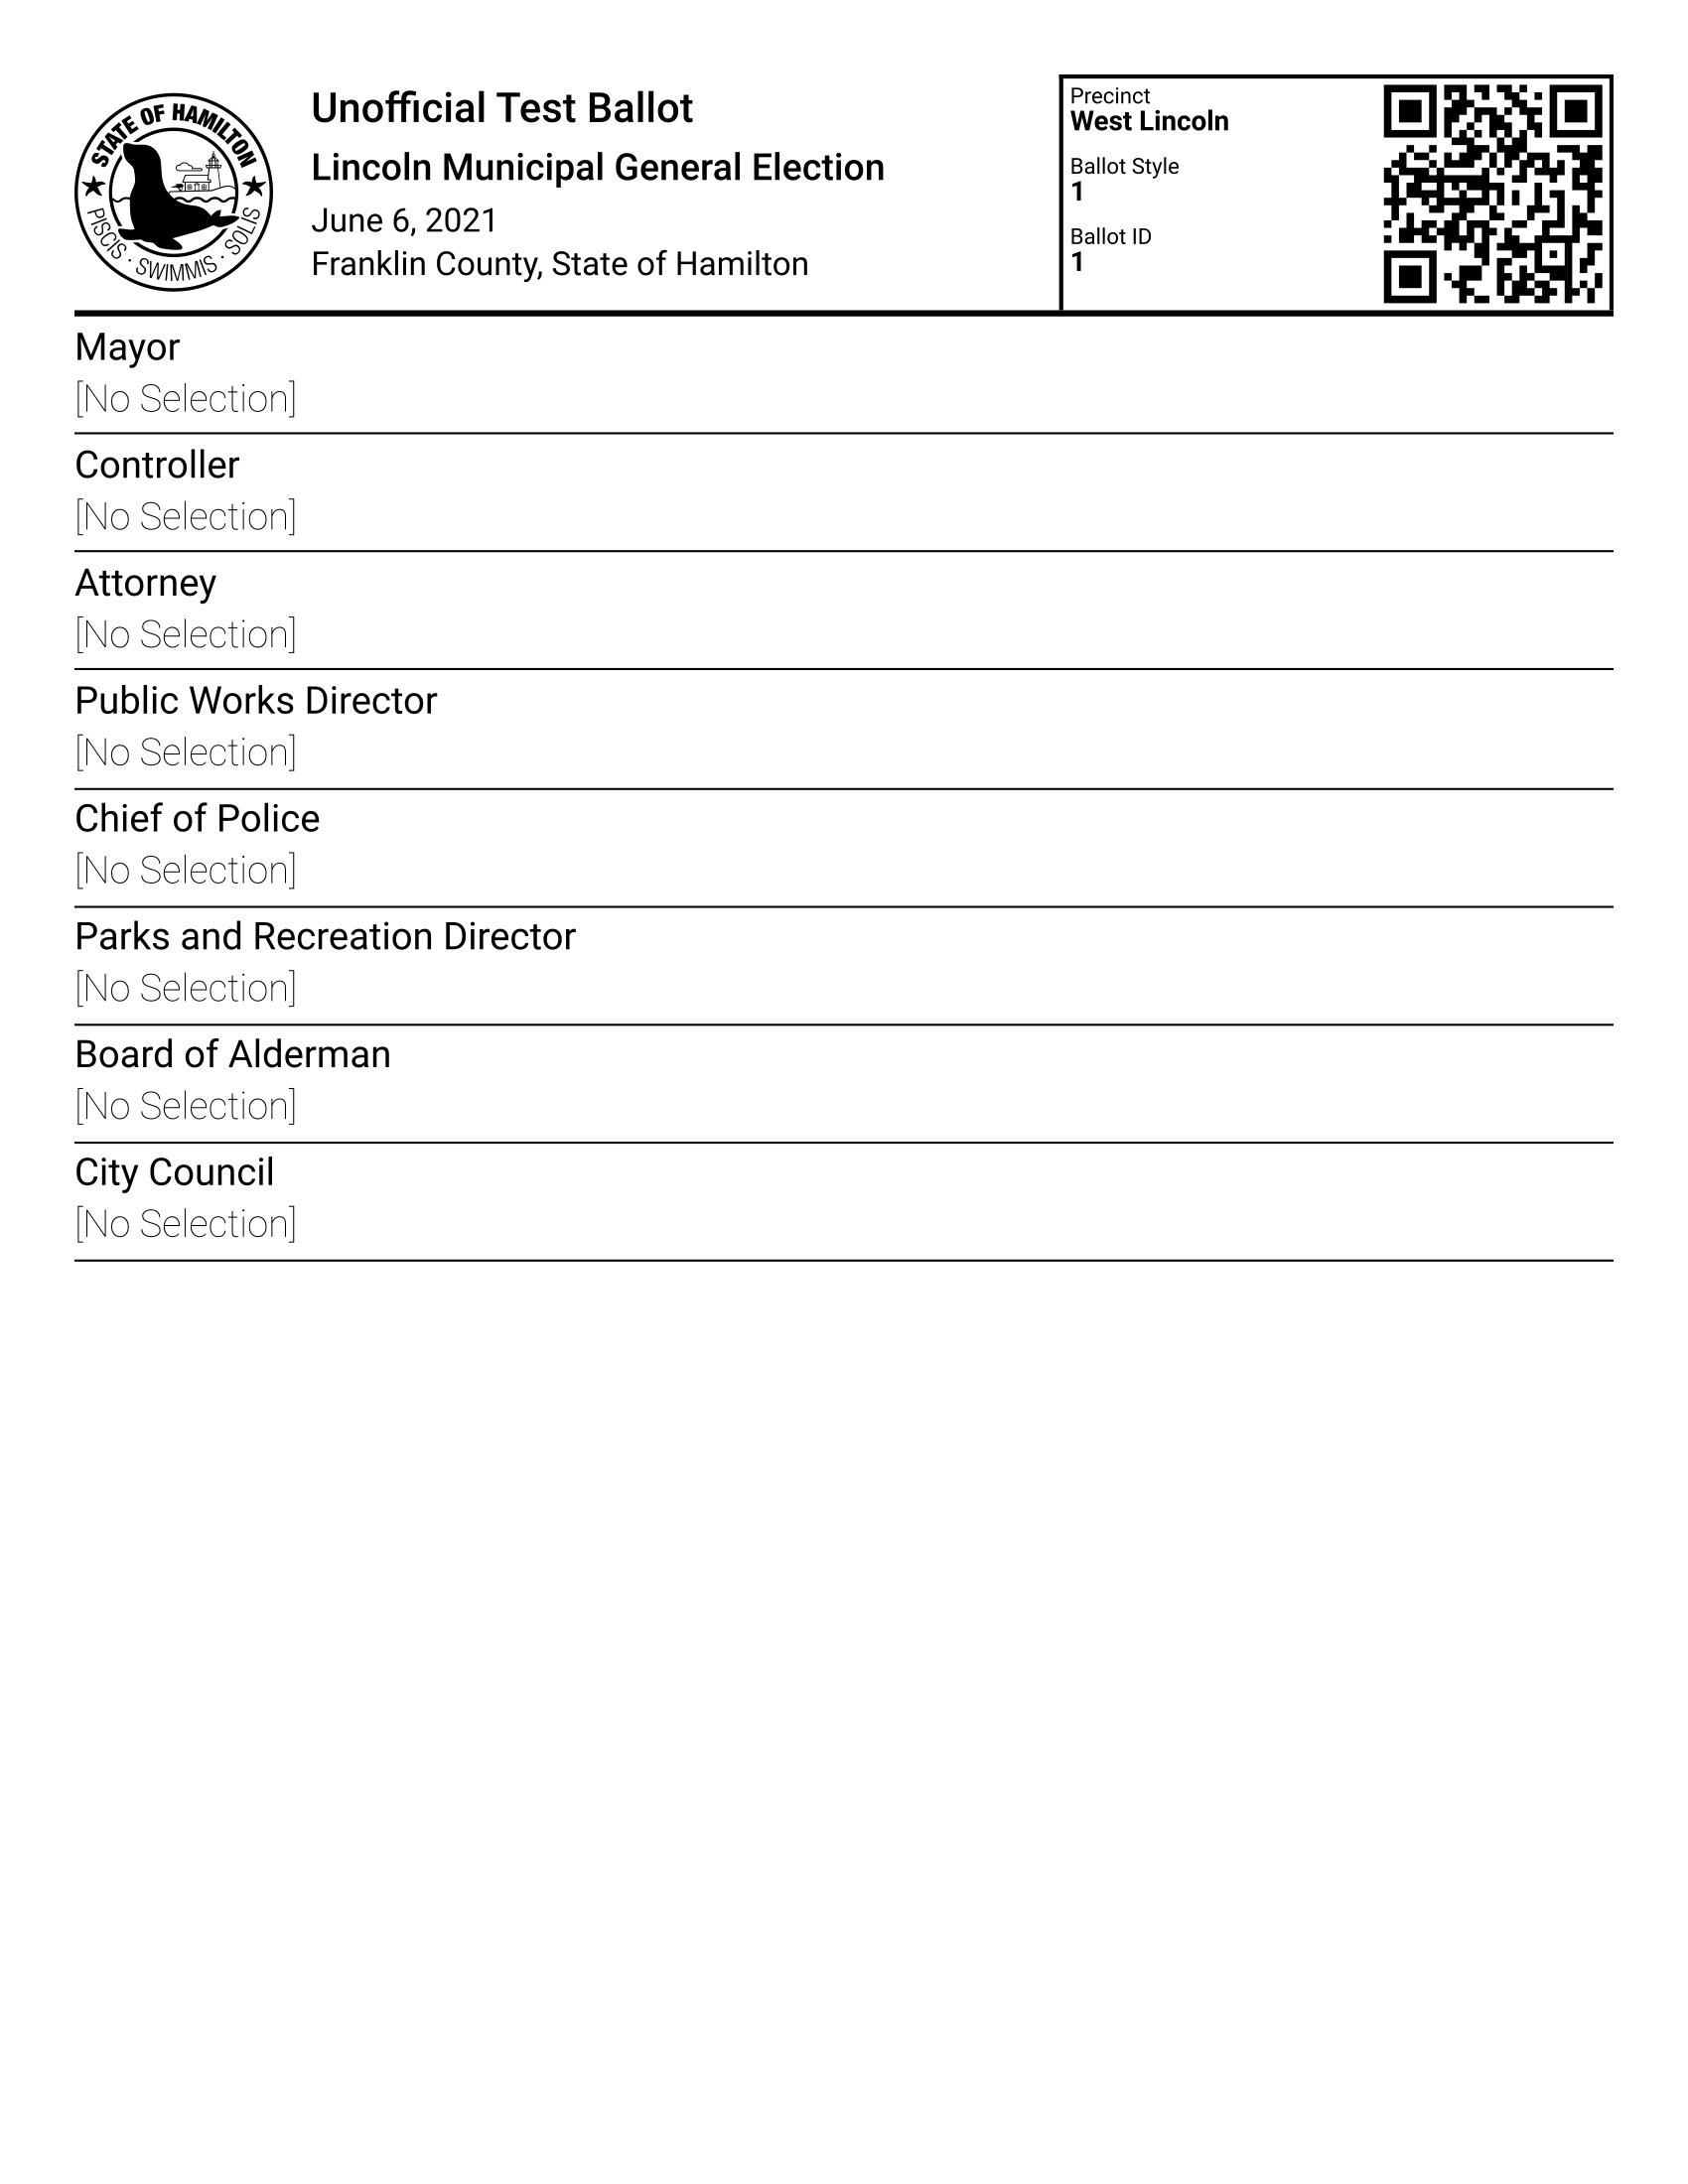 STATE OF HAMILTON
PISCIS · SWIMMIS · SOLIS
Unofficial Test Ballot
Lincoln Municipal General Election
June 6, 2021
Franklin County, State of Hamilton
Precinct
West Lincoln
Ballot Style
1
Ballot ID
1
Mayor
[No Selection]
Controller
[No Selection]
Attorney
[No Selection]
Public Works Director
[No Selection]
Chief of Police
[No Selection]
Parks and Recreation Director
[No Selection]
Board of Alderman
[No Selection]
City Council
[No Selection]